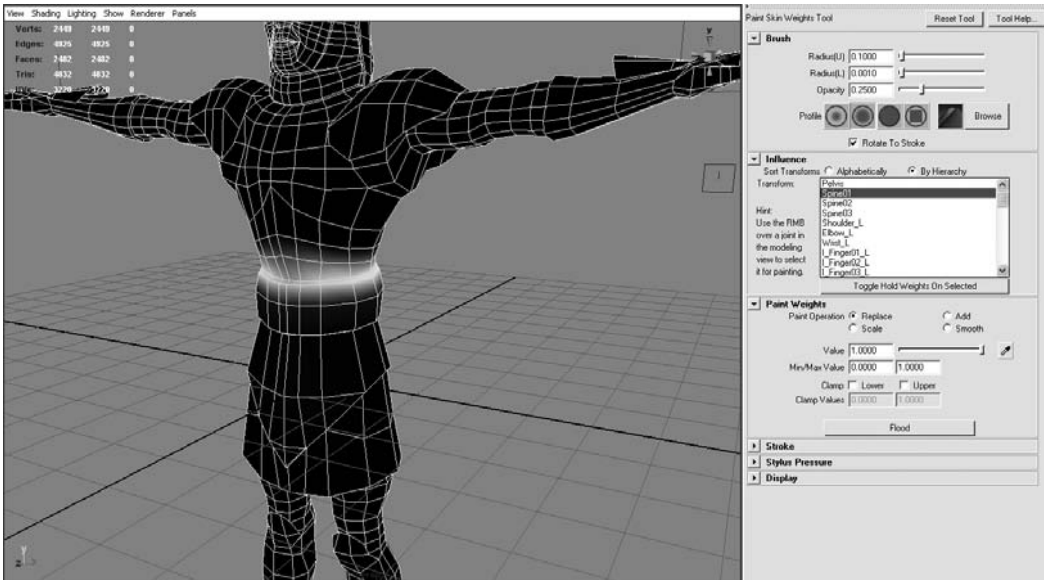 View Shading Lighting Show Renderer Panels
Verts: 2449 2449 0
Edges: 4925 4925 0
Faces: 2482 2482 0
Tris: 4832 4832 0
3220 0
y
y
z
Paint Skin Weights Tool
Reset Tool
Tool Help...
Brush
Radius(U) 0.1000
Radius(L) 0.0010
Opacity 0.2500
Profile
Browse
Rotate To Stroke
Influence
Sort Transforms Alphabetically By Hierarchy
Transform:
Pelvis
Spine01
Spine02
Spine03
Shoulder_L
Elbow_L
Wrist_L
I_Finger01_L
I_Finger02_L
I_Finger03_L
Hint:
Use the RMB
over a joint in
the modeling
view to select
it for painting.
Toggle Hold Weights On Selected
Paint Weights
Paint Operation Replace Add
Scale Smooth
Value 1.0000
Min/Max Value 0.0000 1.0000
Clamp Lower Upper
Clamp Values 0.0000 1.0000
Flood
Stroke
Stylus Pressure
Display